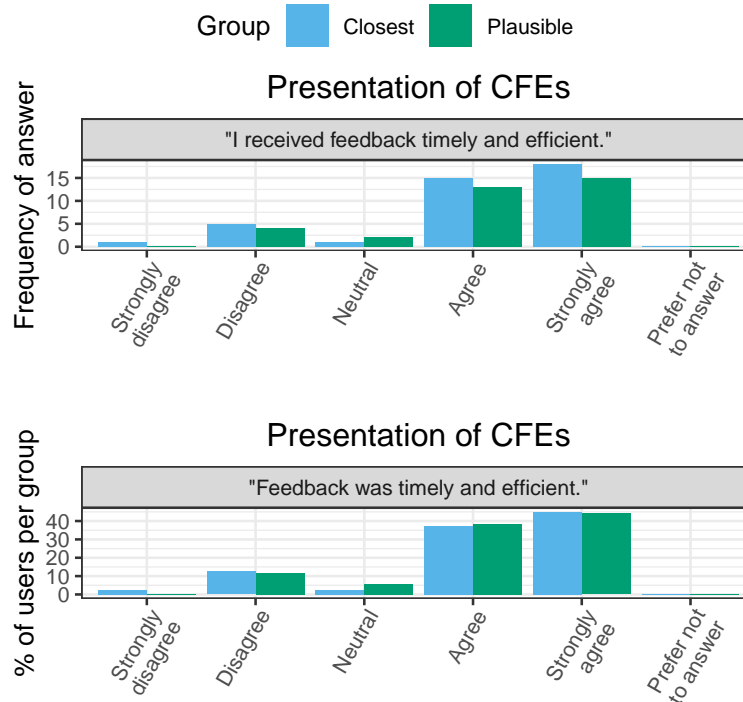 Group Closest Plausible
Presentation of CFEs
"I received feedback timely and efficient."
Frequency of answer
15
10
5
0
Strongly
disagree
Disagree
Neutral
Agree
Strongly
agree
Prefer not
to answer
Presentation of CFEs
"Feedback was timely and efficient."
% of users per group
40
30
20
10
0
Strongly
disagree
Disagree
Neutral
Agree
Strongly
agree
Prefer not
to answer